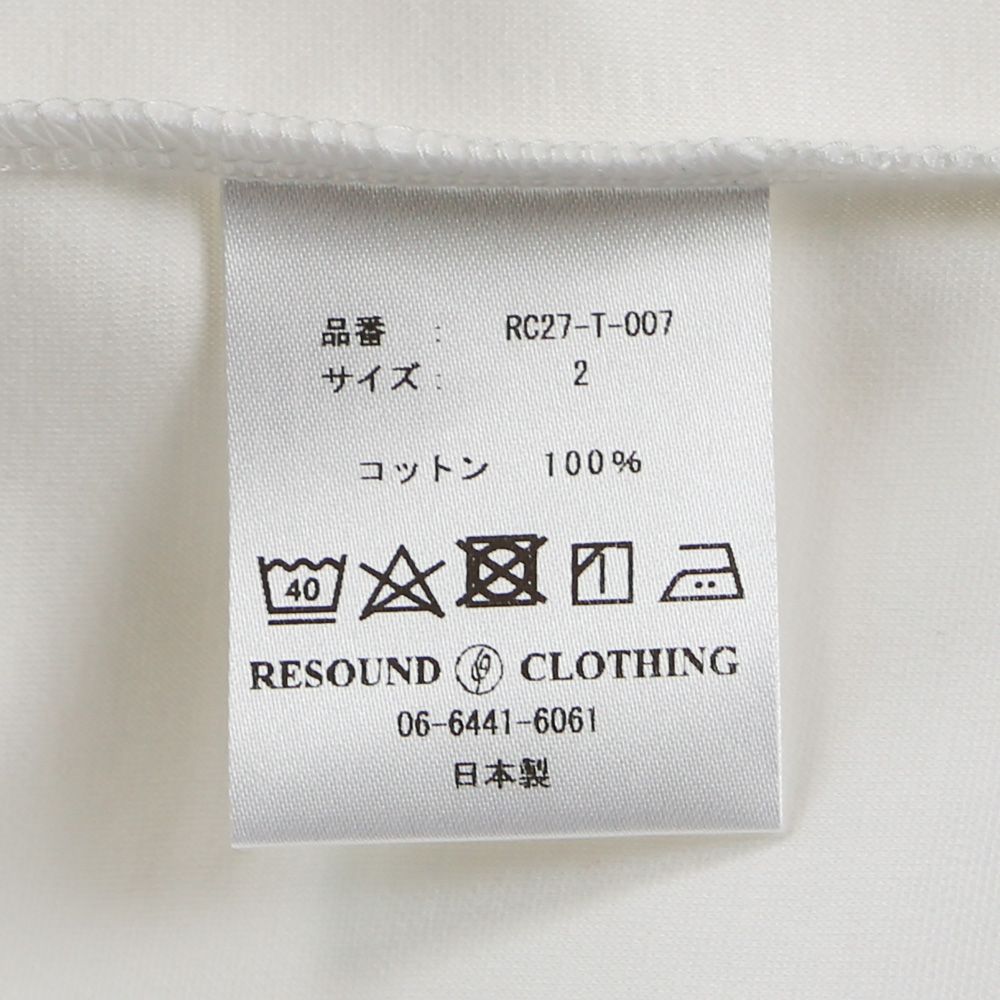 品番 : RC27-T-007
サイズ : 2
コットン 100%
40
RESOUND CLOTHING
06-6441-6061
日本製